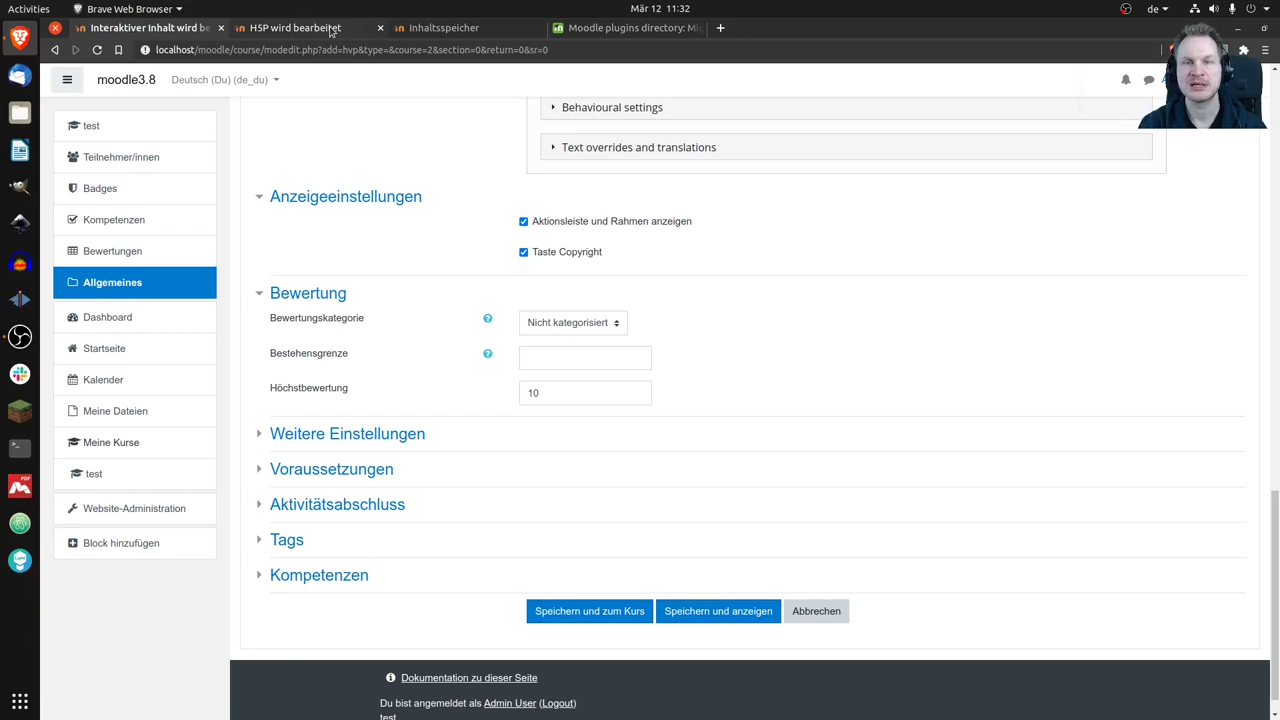 Activities
Brave Web Browser
Mär 12 11:32
de
Interaktiver Inhalt wird be
H5P wird bearbeitet
Inhaltsspeicher
Moodle plugins directory: Mi
localhost/moodle/course/modedit.php?add=hvp&type=&course=2&section=0&return=0&sr=0
moodle3.8
Deutsch (Du) (de_du)
test
Teilnehmer/innen
Badges
Kompetenzen
Bewertungen
Allgemeines
Dashboard
Startseite
Kalender
Meine Dateien
Meine Kurse
test
Website-Administration
Block hinzufügen
Behavioural settings
Text overrides and translations
Anzeigeeinstellungen
Aktionsleiste und Rahmen anzeigen
Taste Copyright
Bewertung
Bewertungskategorie
Nicht kategorisiert
Bestehensgrenze
Höchstbewertung
10
Weitere Einstellungen
Voraussetzungen
Aktivitätsabschluss
Tags
Kompetenzen
Speichern und zum Kurs
Speichern und anzeigen
Abbrechen
Dokumentation zu dieser Seite
Du bist angemeldet als Admin User (Logout)
test